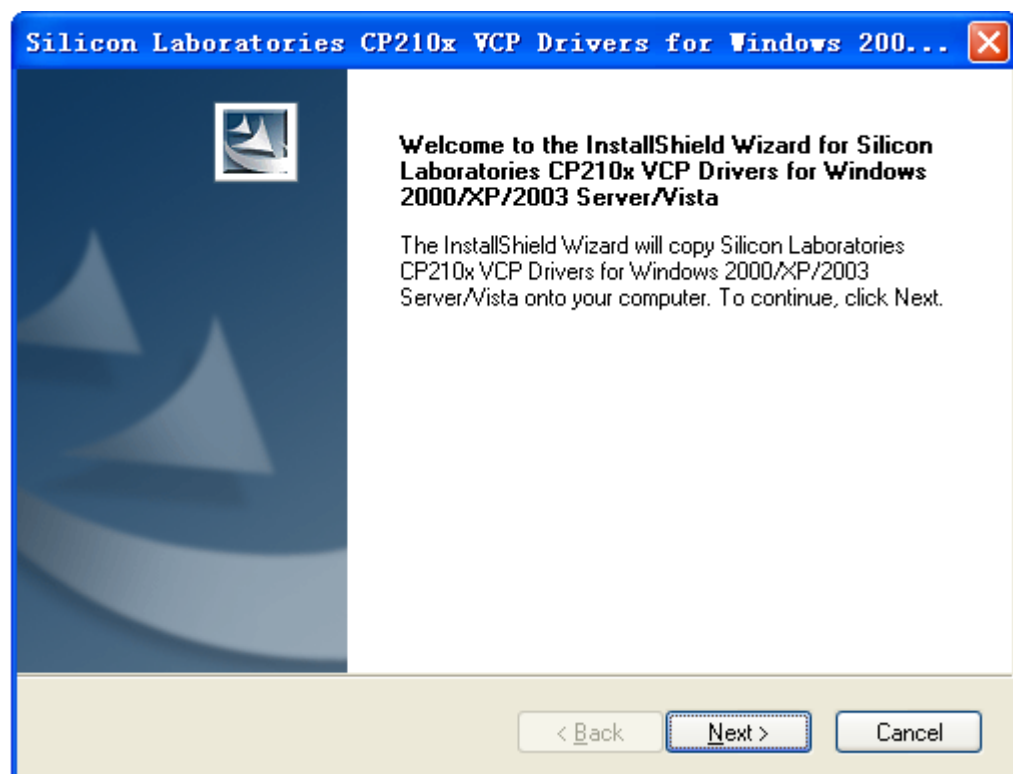 Silicon Laboratories CP210x VCP Drivers for Windows 200...
Welcome to the InstallShield Wizard for Silicon
Laboratories CP210x VCP Drivers for Windows
2000/XP/2003 Server/Vista
The InstallShield Wizard will copy Silicon Laboratories
CP210x VCP Drivers for Windows 2000/XP/2003
Server/Vista onto your computer. To continue, click Next.
< Back
Next >
Cancel